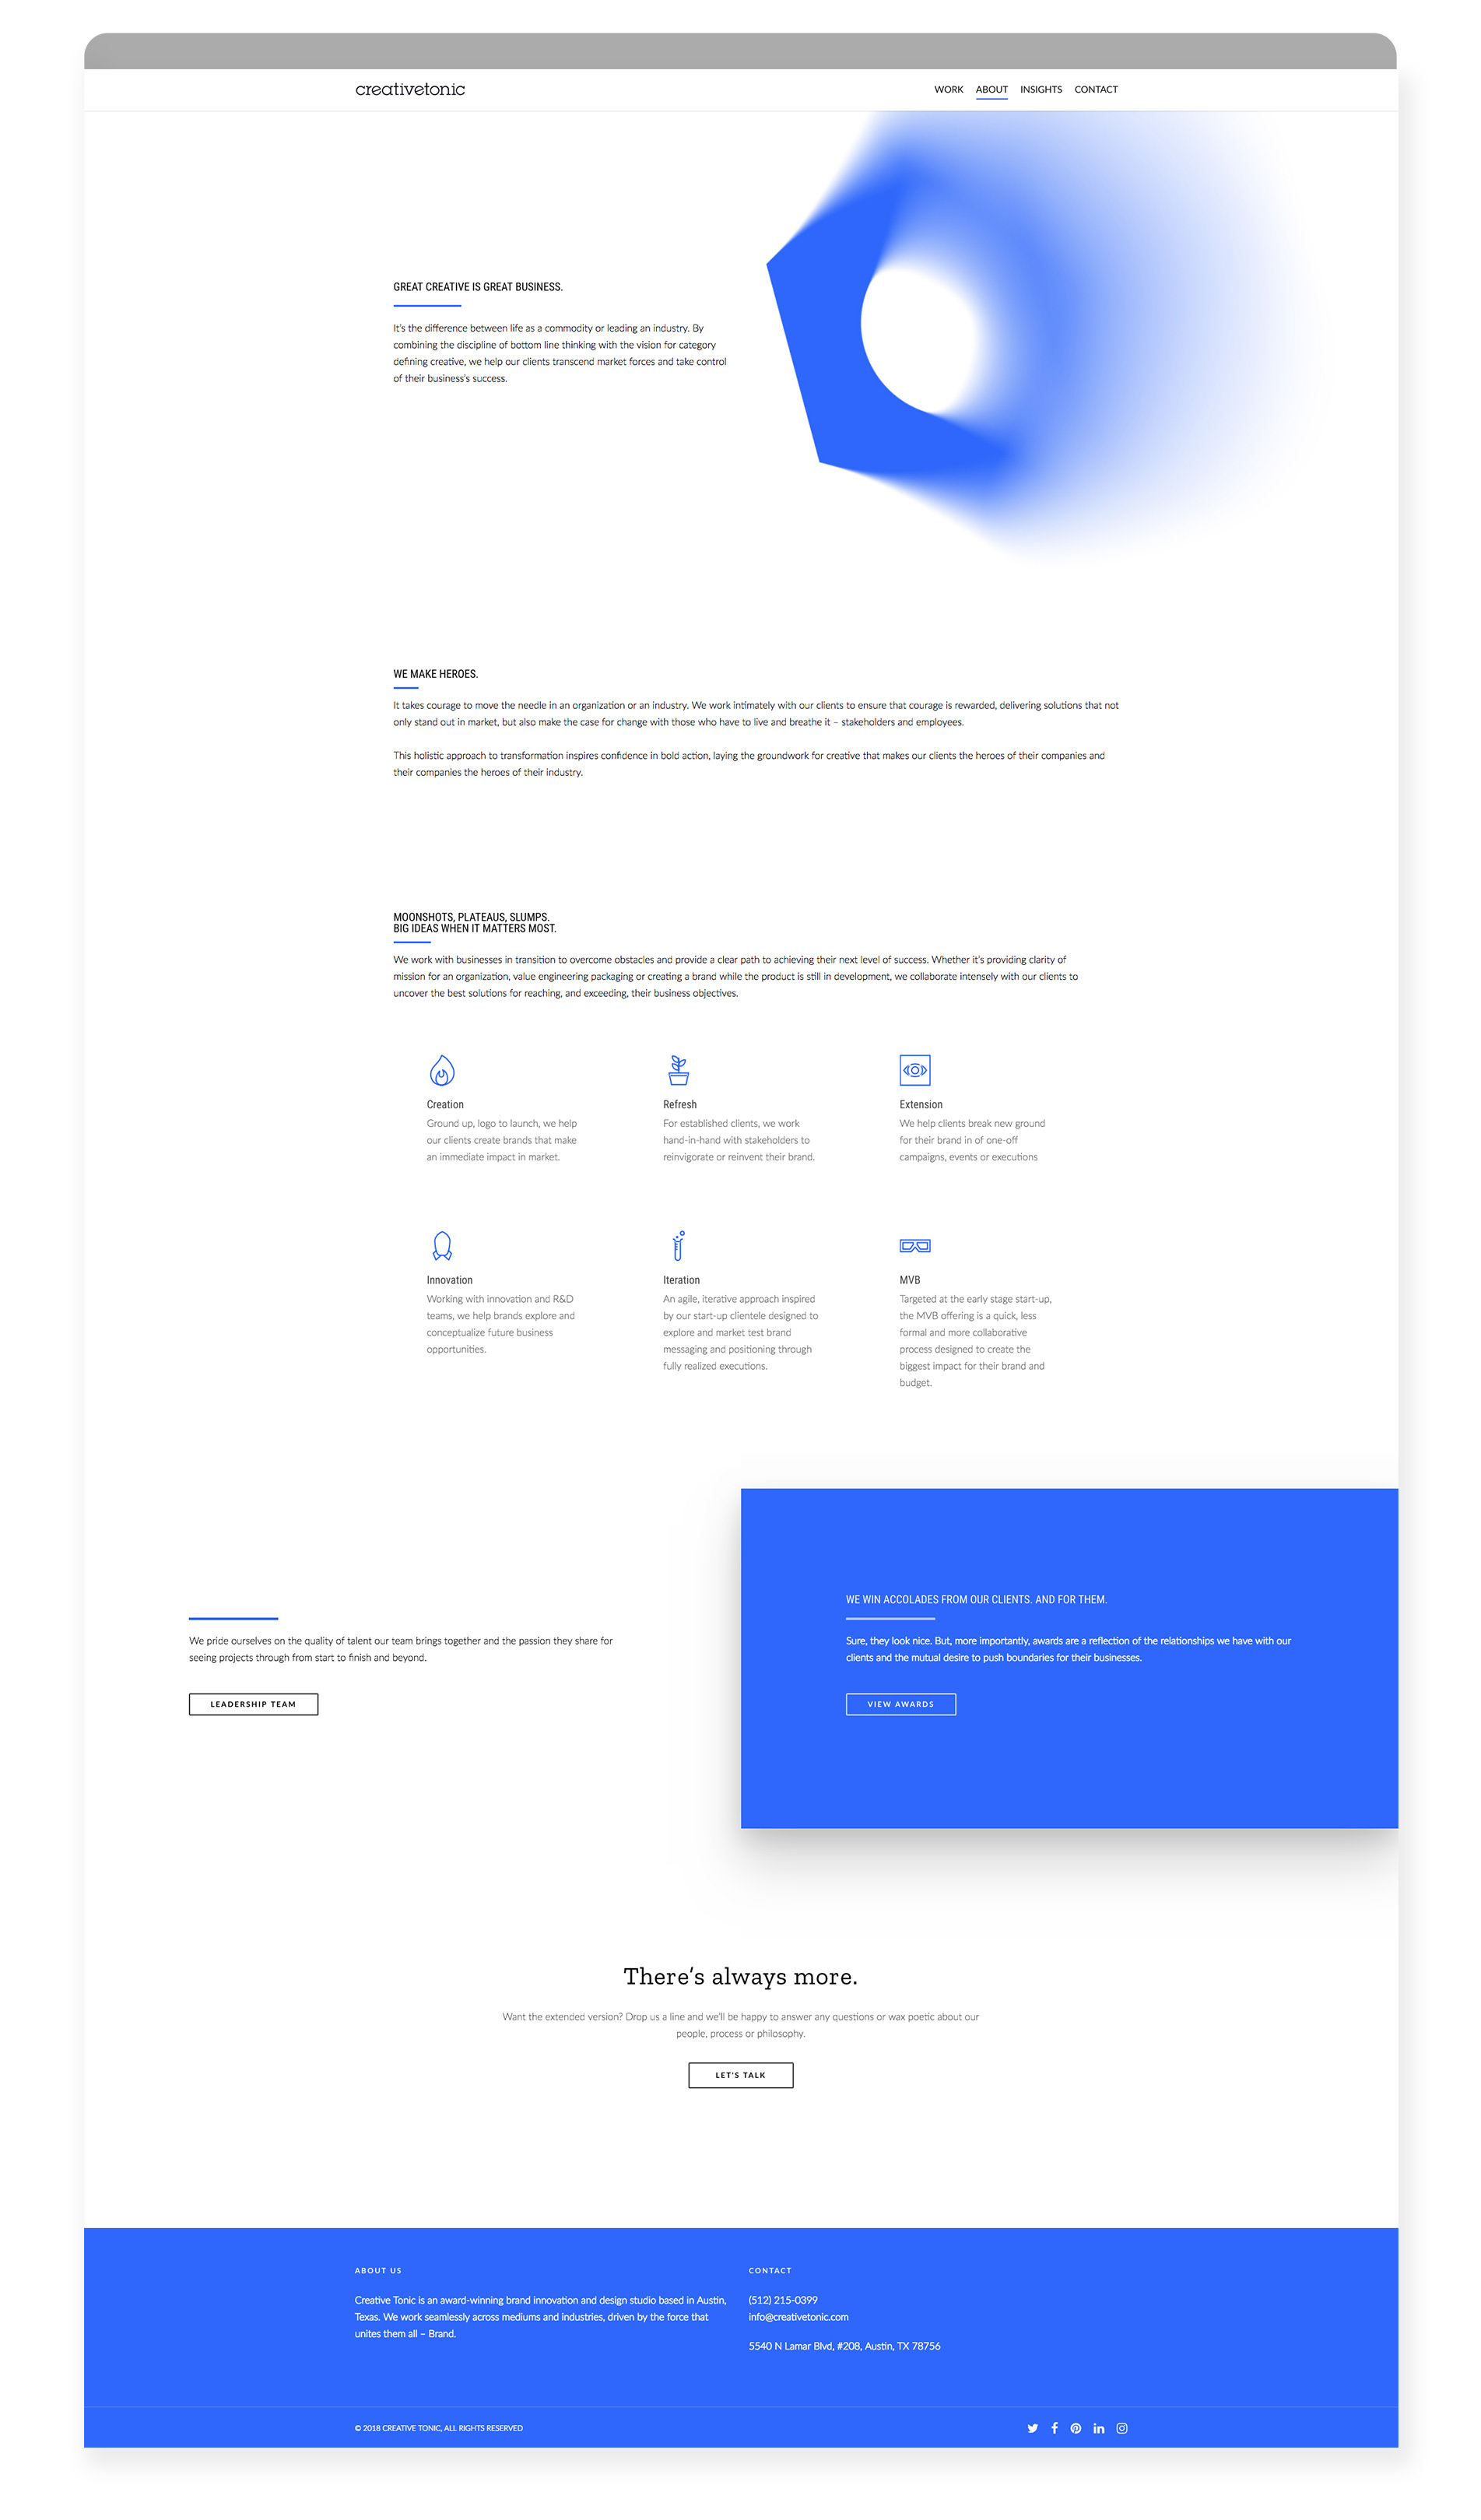 creativetonic
WORK ABOUT INSIGHTS CONTACT
GREAT CREATIVE IS GREAT BUSINESS.
It's the difference between life as a commodity or leading an industry. By
combining the discipline of bottom line thinking with the vision for category
defining creative, we help our clients transcend market forces and take control
of their business's success.
WE MAKE HEROES.
It takes courage to move the needle in an organization or an industry. We work intimately with our clients to ensure that courage is rewarded, delivering solutions that not
only stand out in market, but also make the case for change with those who have to live and breathe it – stakeholders and employees.
This holistic approach to transformation inspires confidence in bold action, laying the groundwork for creative that makes our clients the heroes of their companies and
their companies the heroes of their industry.
MOONSHOTS, PLATEAUS, SLUMPS.
BIG IDEAS WHEN IT MATTERS MOST.
We work with businesses in transition to overcome obstacles and provide a clear path to achieving their next level of success. Whether it's providing clarity of
mission for an organization, value engineering packaging or creating a brand while the product is still in development, we collaborate intensely with our clients to
uncover the best solutions for reaching, and exceeding, their business objectives.
Creation
Ground up, logo to launch, we help
our clients create brands that make
an immediate impact in market.
Refresh
For established clients, we work
hand-in-hand with stakeholders to
reinvigorate or reinvent their brand.
Extension
We help clients break new ground
for their brand in of one-off
campaigns, events or executions
Innovation
Working with innovation and R&D
teams, we help brands explore and
conceptualize future business
opportunities.
Iteration
An agile, iterative approach inspired
by our start-up clientele designed to
explore and market test brand
messaging and positioning through
fully realized executions.
MVB
Targeted at the early stage start-up,
the MVB offering is a quick, less
formal and more collaborative
process designed to create the
biggest impact for their brand and
budget.
We pride ourselves on the quality of talent our team brings together and the passion they share for
seeing projects through from start to finish and beyond.
LEADERSHIP TEAM
WE WIN ACCOLADES FROM OUR CLIENTS. AND FOR THEM.
Sure, they look nice. But, more importantly, awards are a reflection of the relationships we have with our
clients and the mutual desire to push boundaries for their businesses.
VIEW AWARDS
There's always more.
Want the extended version? Drop us a line and we'll be happy to answer any questions or wax poetic about our
people, process or philosophy.
LET'S TALK
ABOUT US
Creative Tonic is an award-winning brand innovation and design studio based in Austin,
Texas. We work seamlessly across mediums and industries, driven by the force that
unites them all – Brand.
CONTACT
(512) 215-0399
info@creativetonic.com
5540 N Lamar Blvd, #208, Austin, TX 78756
© 2018 CREATIVE TONIC, ALL RIGHTS RESERVED